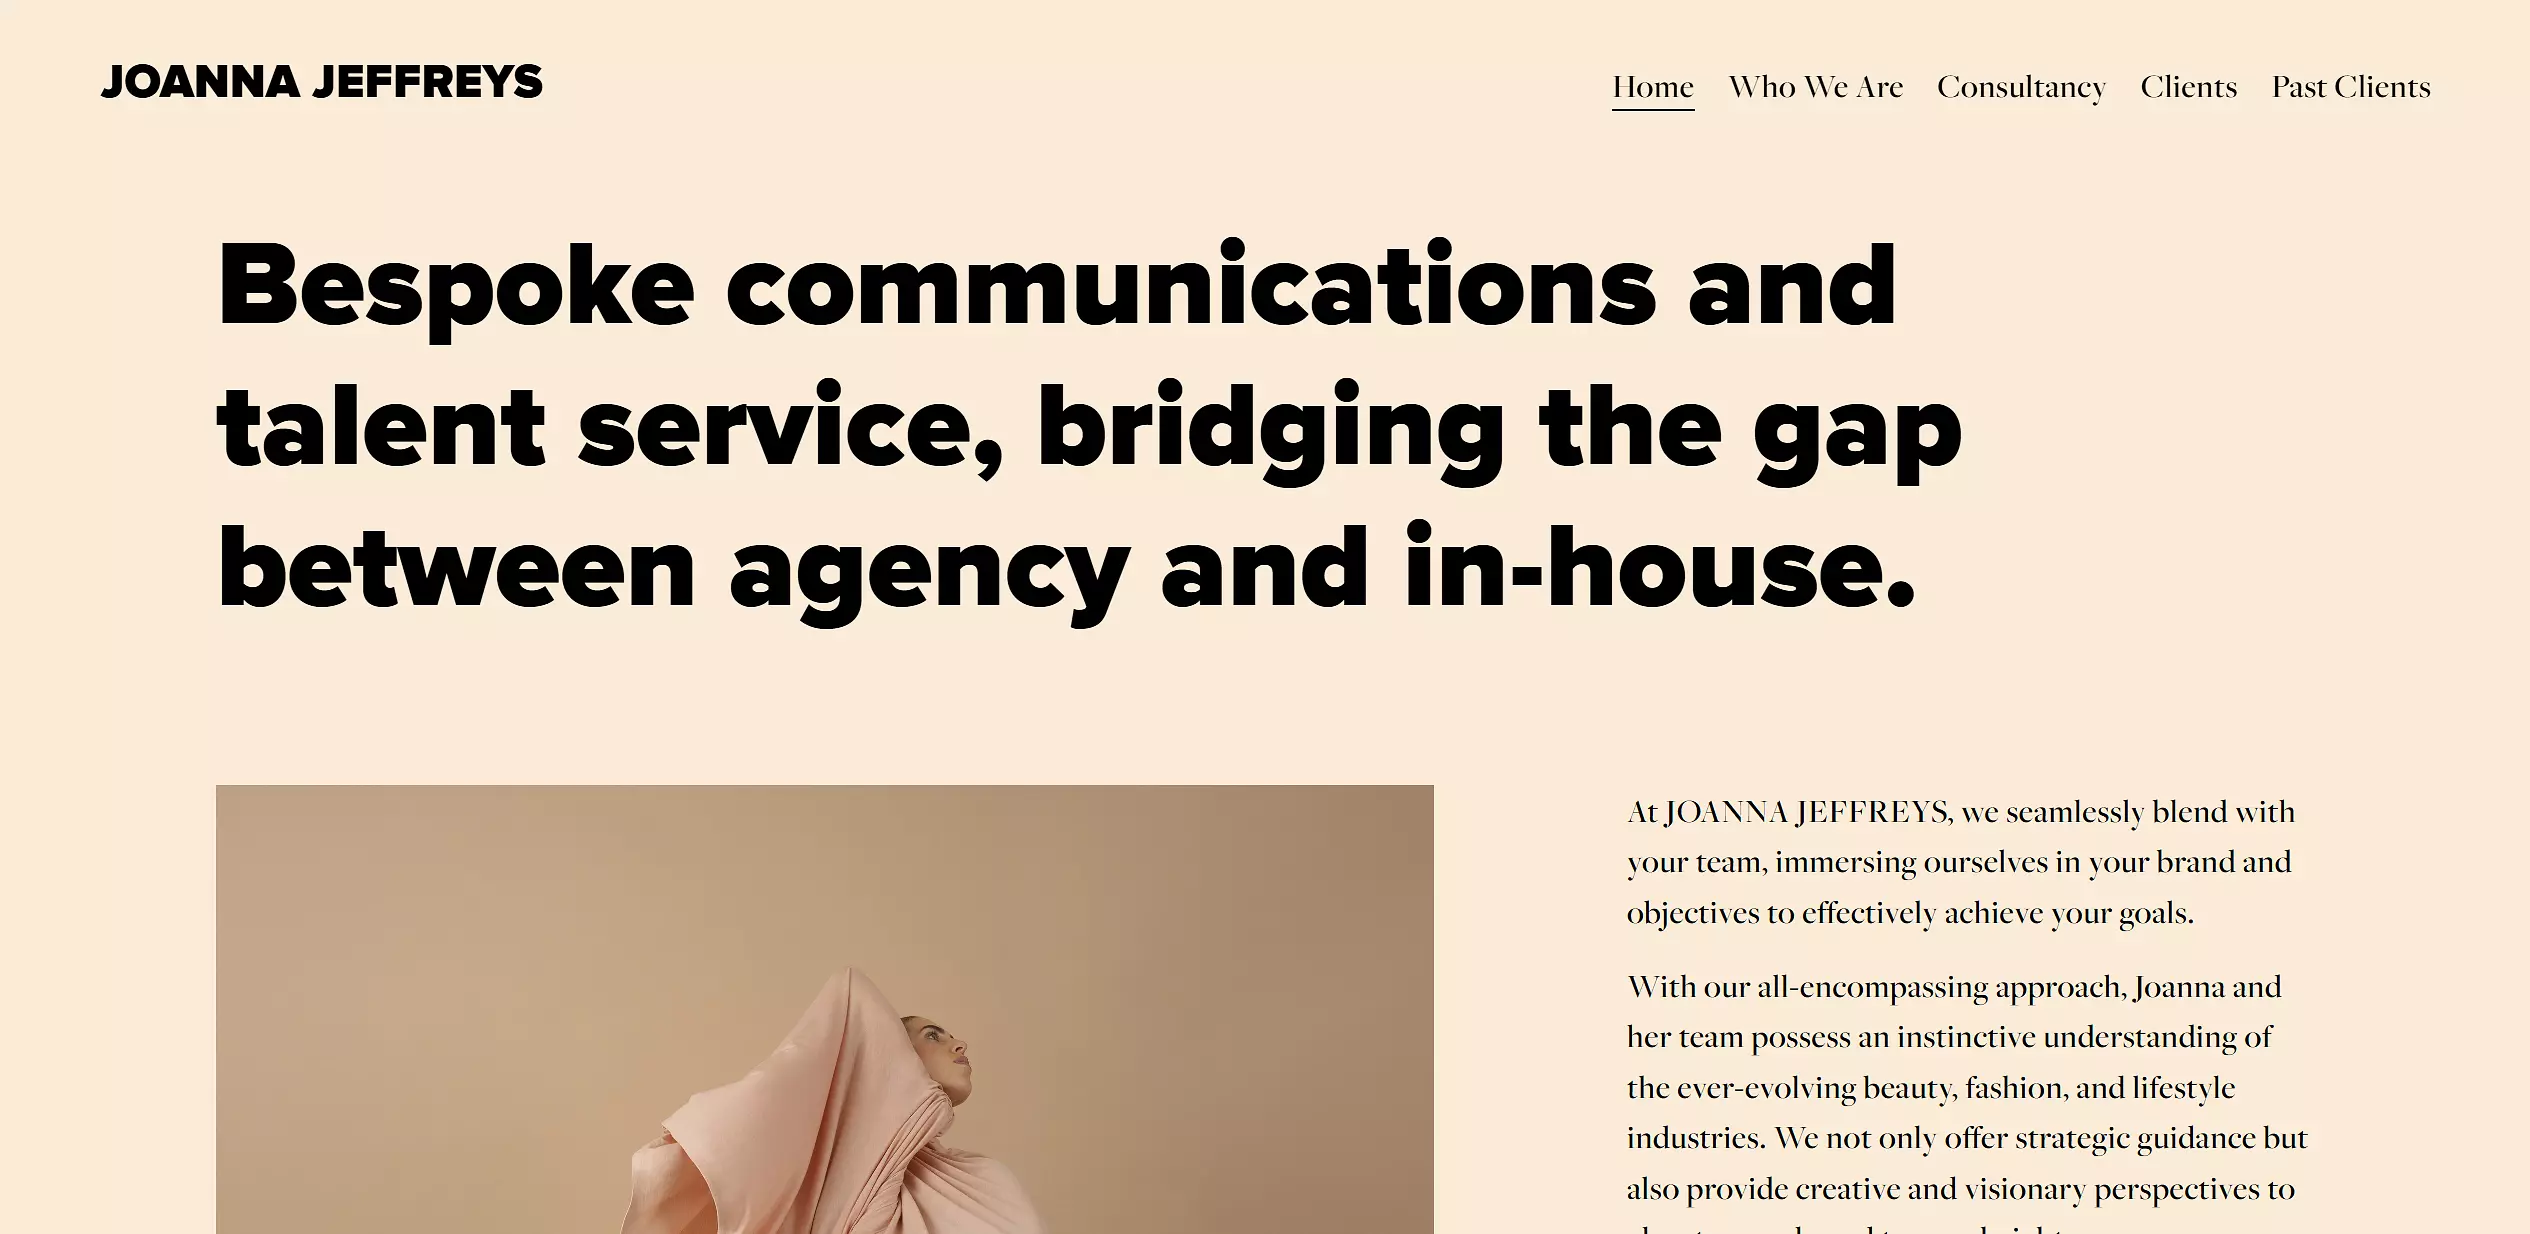 JOANNA JEFFREYS
Home Who We Are Consultancy Clients Past Clients
Bespoke communications and
talent service, bridging the gap
between agency and in-house.
At JOANNA JEFFREYS, we seamlessly blend with
your team, immersing ourselves in your brand and
objectives to effectively achieve your goals.
With our all-encompassing approach, Joanna and
her team possess an instinctive understanding of
the ever-evolving beauty, fashion, and lifestyle
industries. We not only offer strategic guidance but
also provide creative and visionary perspectives to